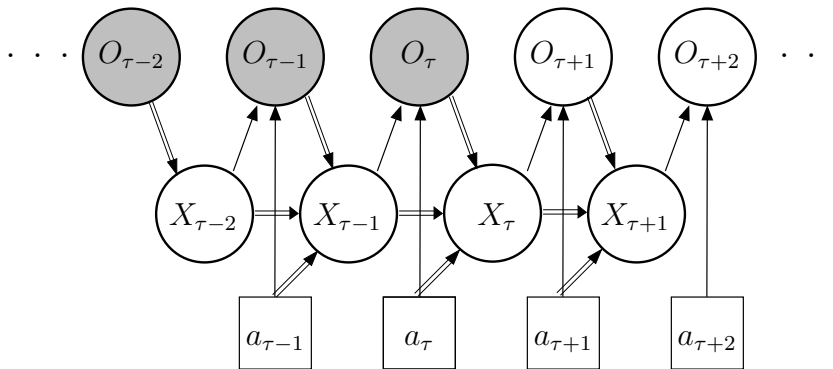 · · · O_{τ−2} O_{τ−1} O_τ O_{τ+1} O_{τ+2} · ·
X_{τ−2} X_{τ−1} X_τ X_{τ+1}
a_{τ−1} a_τ a_{τ+1} a_{τ+2}